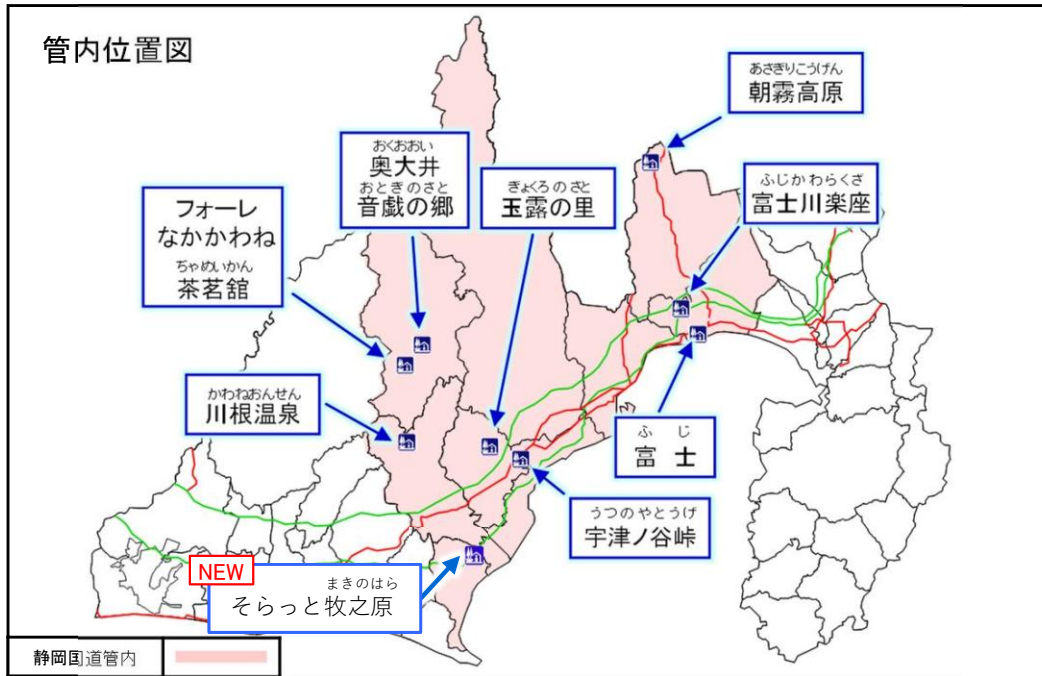 管内位置図
あさぎりこうげん
朝霧高原
おくおおい
奥大井
おとぎのさと
音戯の郷
ぎょくろのさと
玉露の里
ふじかわらくざ
富士川楽座
フォーレ
なかかわね
ちゃめいかん
茶茗舘
かわねおんせん
川根温泉
ふじ
富士
うつのやとうげ
宇津ノ谷峠
NEW
まきのはら
そらっと牧之原
静岡国道管内